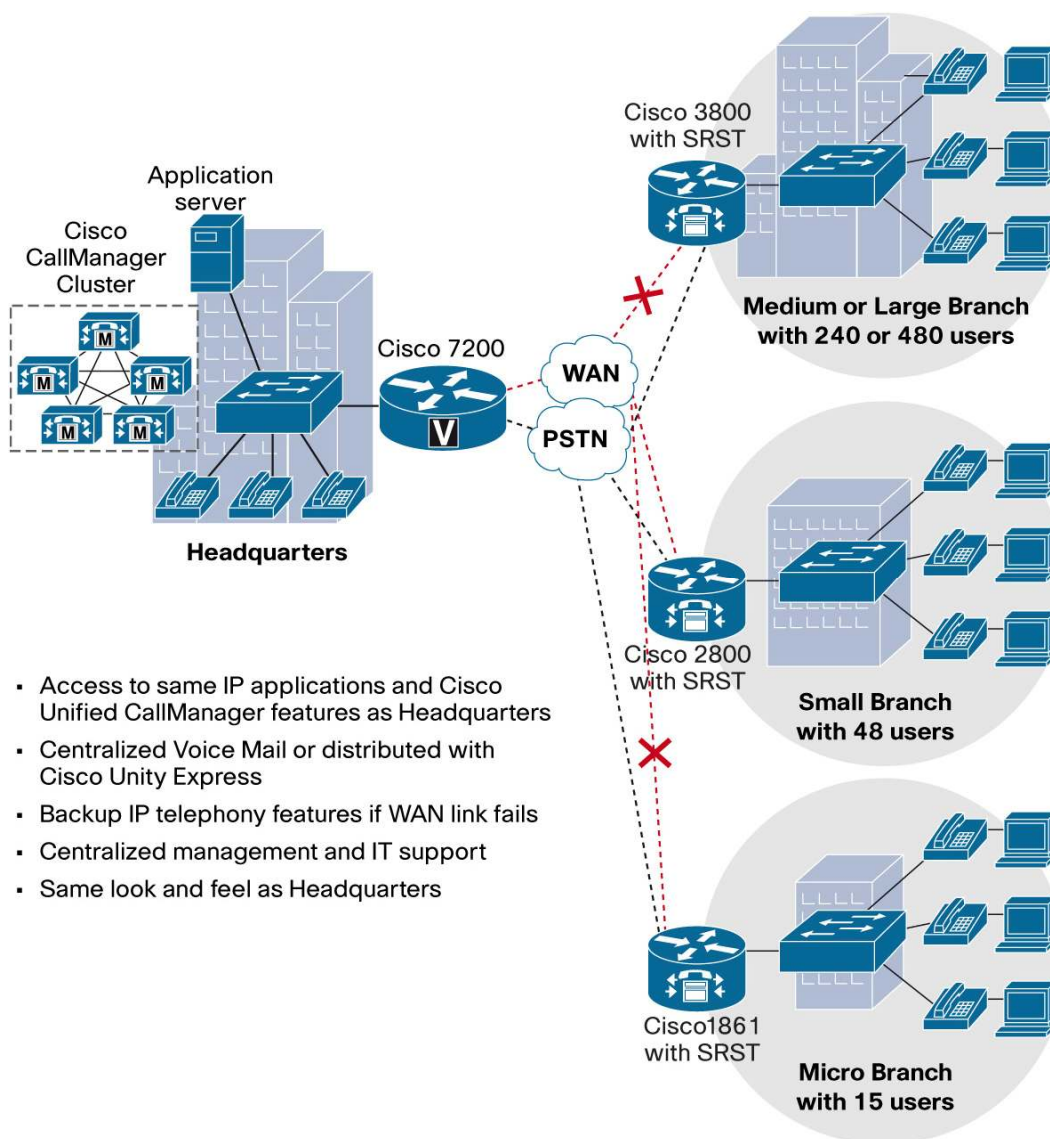 Cisco 3800
with SRST
Application
server
Cisco
CallManager
Cluster
M
M
M
M
M
Cisco 7200
V
WAN
PSTN
Medium or Large Branch
with 240 or 480 users
Headquarters
Cisco 2800
with SRST
Small Branch
with 48 users
▪ Access to same IP applications and Cisco
Unified CallManager features as Headquarters
▪ Centralized Voice Mail or distributed with
Cisco Unity Express
▪ Backup IP telephony features if WAN link fails
▪ Centralized management and IT support
▪ Same look and feel as Headquarters
Cisco1861
with SRST
Micro Branch
with 15 users